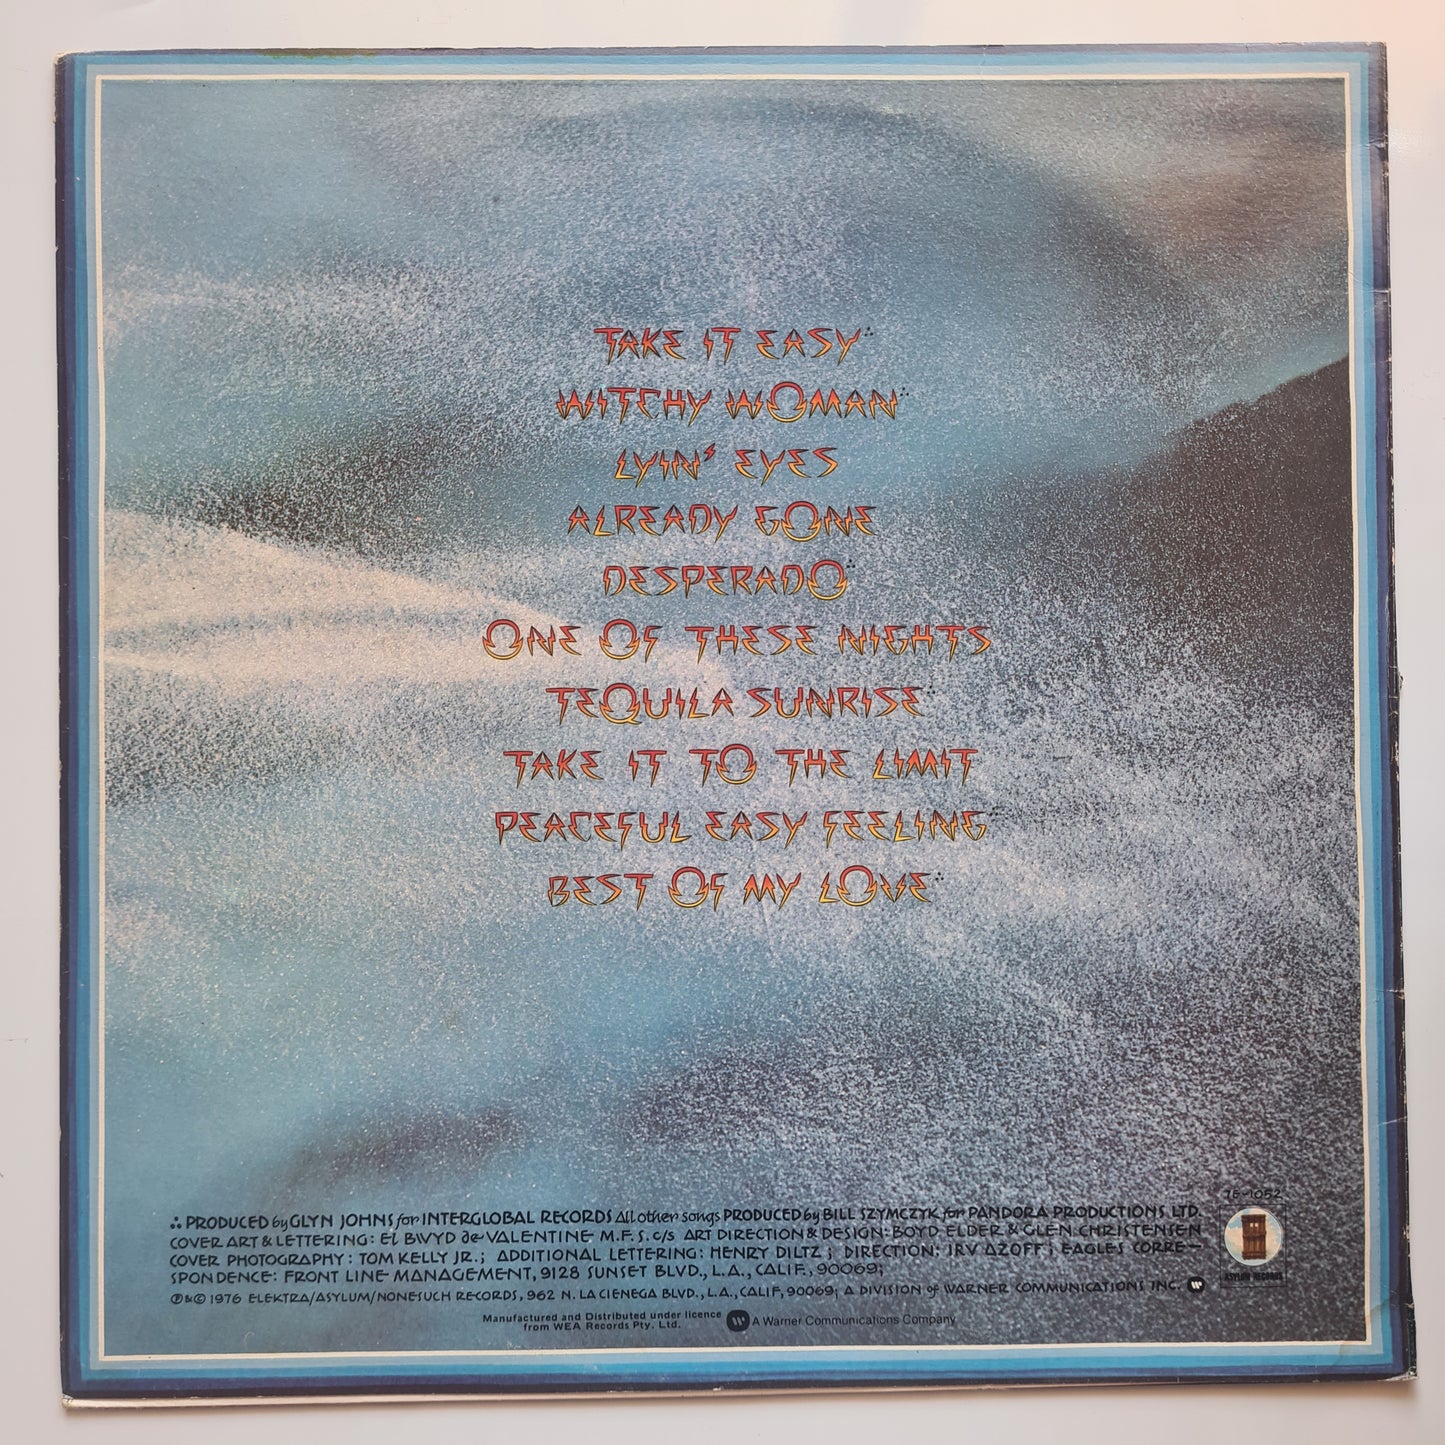 TAKE IT EASY∴
WITCHY WOMAN∴
LYIN' EYES
ALREADY GONE
DESPERADO∴
ONE OF THESE NIGHTS
TEQUILA SUNRISE∴
TAKE IT TO THE LIMIT
PEACEFUL EASY FEELING∴
BEST OF MY LOVE∴
7E-1052
∴ PRODUCED by GLYN JOHNS for INTERGLOBAL RECORDS All other songs PRODUCED by BILL SZYMCZYK for PANDORA PRODUCTIONS, LTD.
COVER ART & LETTERING: El BWYD de VALENTINE M.F.S. c/s ART DIRECTION & DESIGN: BOYD ELDER & GLEN CHRISTENSEN
COVER PHOTOGRAPHY: TOM KELLY JR.; ADDITIONAL LETTERING: HENRY DILTZ; DIRECTION: IRV AZOFF; EAGLES CORRE-
SPONDENCE: FRONT LINE MANAGEMENT, 9128 SUNSET BLVD., L.A., CALIF., 90069;
ASYLUM RECORDS
℗&© 1976 ELEKTRA/ASYLUM/NONESUCH RECORDS, 962 N. LA CIENEGA BLVD., L.A., CALIF, 90069; A DIVISION of WARNER COMMUNICATIONS INC.
Manufactured and Distributed under licence
from WEA Records Pty. Ltd.
A Warner Communications Company